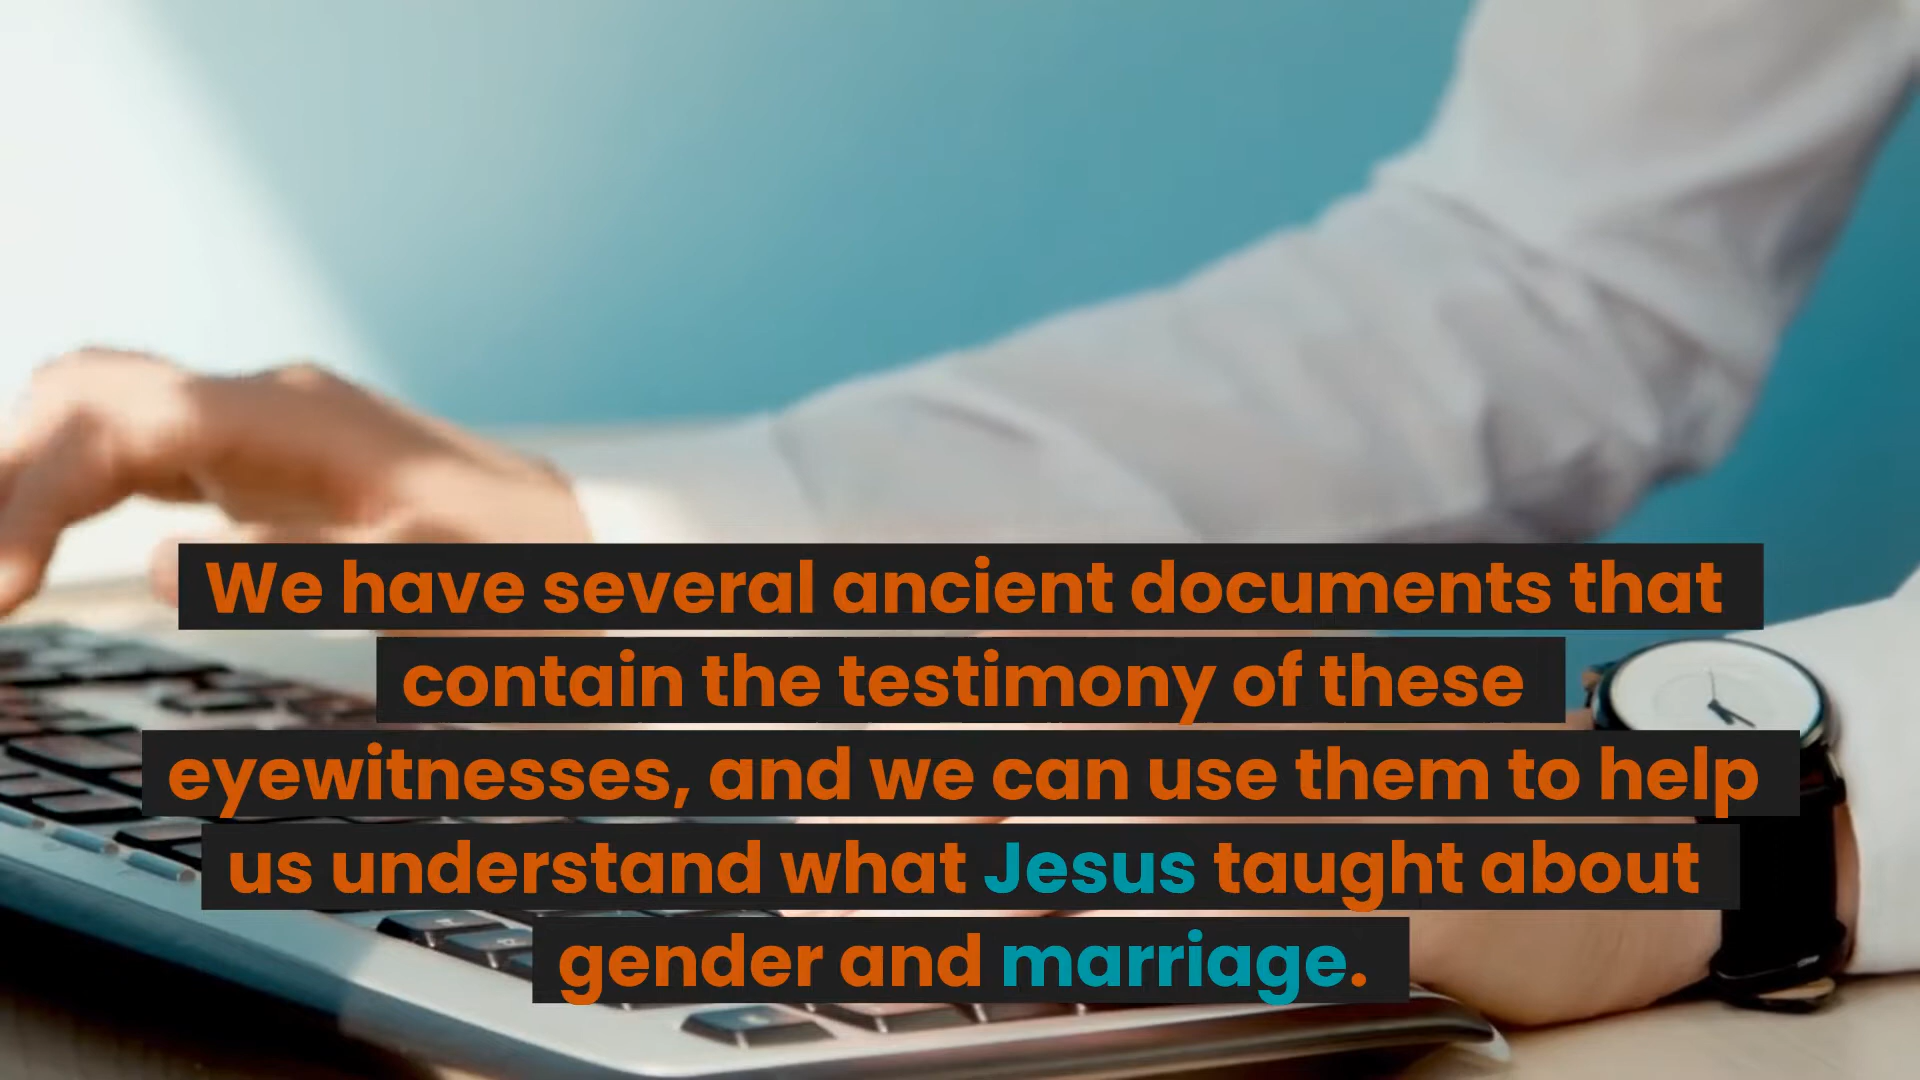 We have several ancient documents that
contain the testimony of these
eyewitnesses, and we can use them to help
us understand what Jesus taught about
gender and marriage.